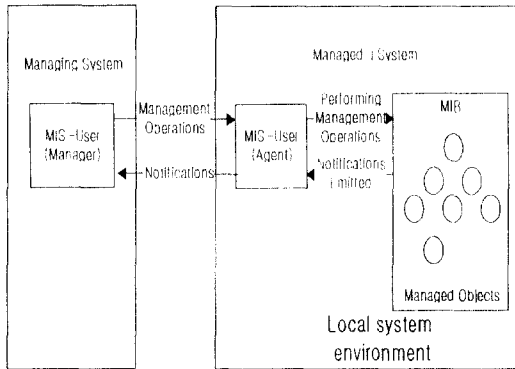 Managing System
MIS-User
(Manager)
Management
Operations
Notifications
Managed System
MIS-User
(Agent)
Performing
Management
Operations
Notifications
Emitted
MIB
Managed Objects
Local system
environment